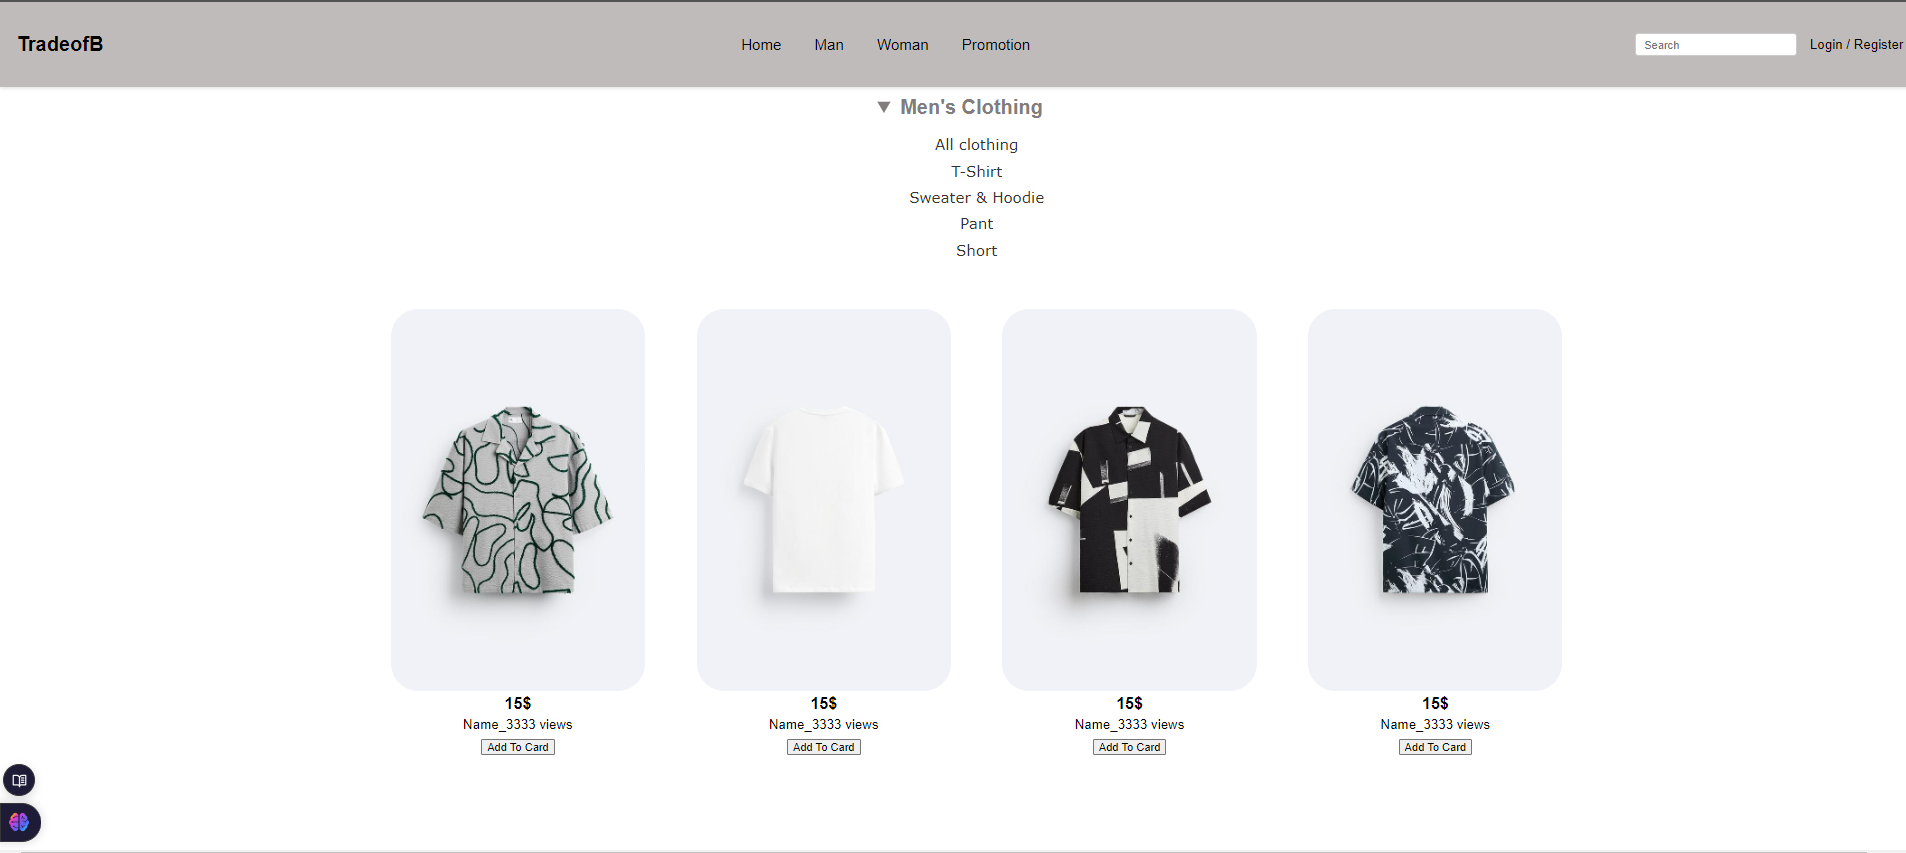 TradeofB
Home Man Woman Promotion
Search
Login / Register
Men's Clothing
All clothing
T-Shirt
Sweater & Hoodie
Pant
Short
15$
Name_3333 views
Add To Card
15$
Name_3333 views
Add To Card
15$
Name_3333 views
Add To Card
15$
Name_3333 views
Add To Card